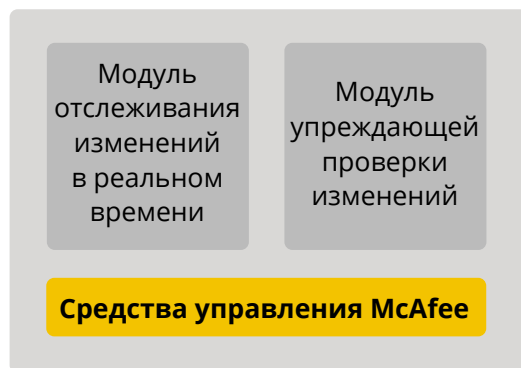 Модуль
отслеживания
изменений
в реальном
времени
Модуль
упреждающей
проверки
изменений
Средства управления McAfee